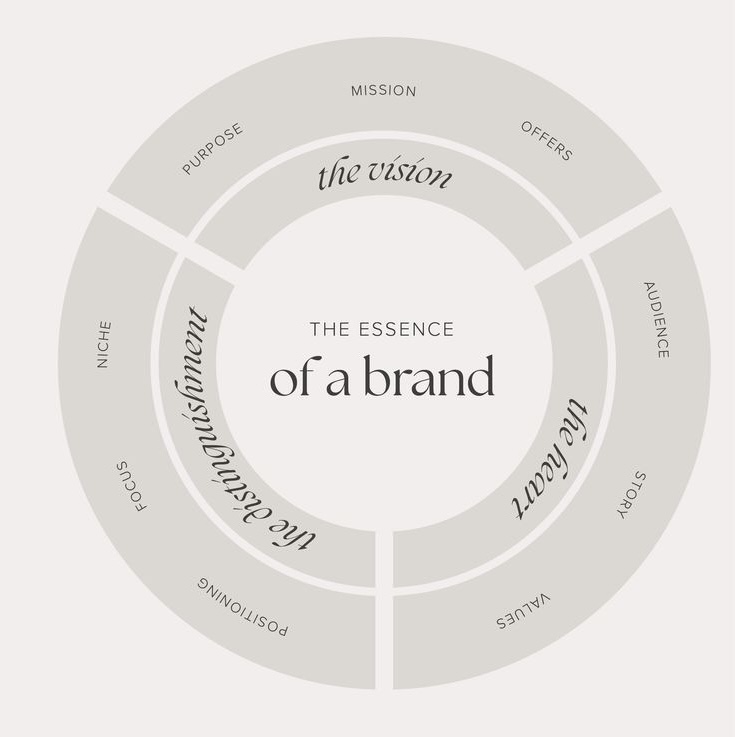 THE ESSENCE
of a brand
the vision
PURPOSE
MISSION
OFFERS
the heart
AUDIENCE
STORY
VALUES
the distinguishment
POSITIONING
FOCUS
NICHE